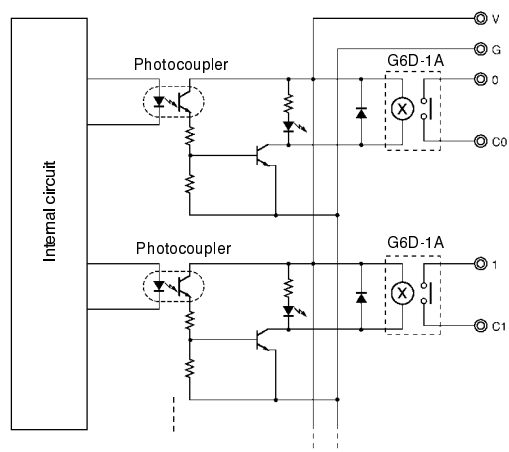 V
G
Photocoupler
G6D-1A
0
C0
Internal circuit
Photocoupler
G6D-1A
1
C1